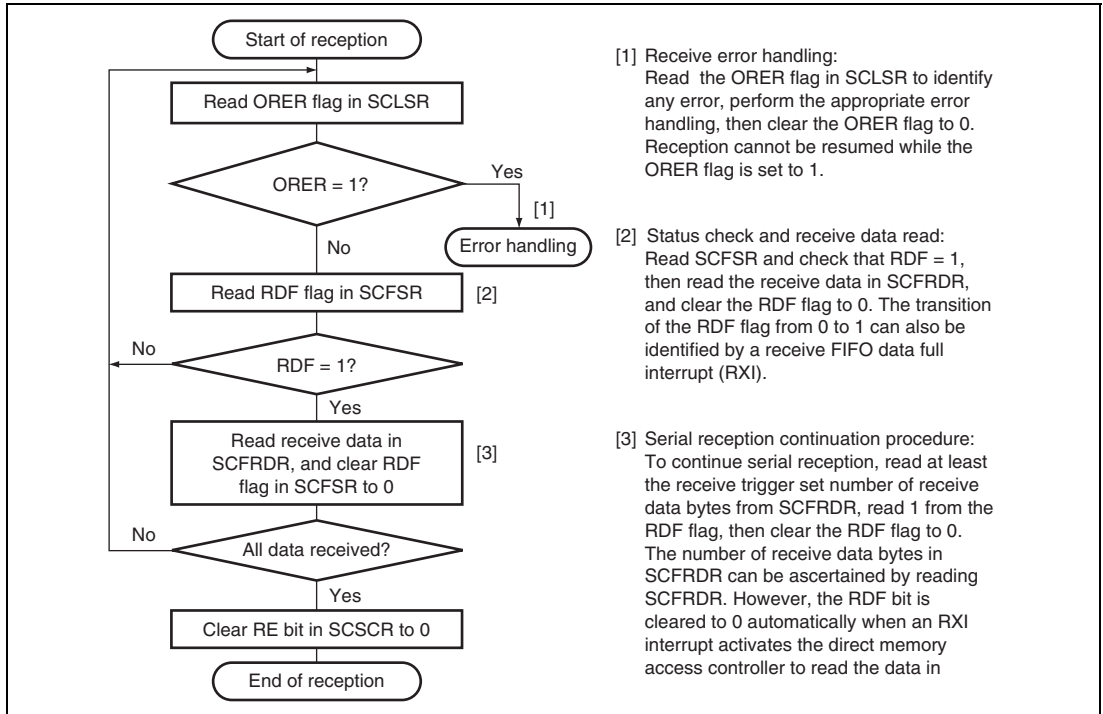 Start of reception
Read ORER flag in SCLSR
ORER = 1?
Yes
[1]
Error handling
No
Read RDF flag in SCFSR
[2]
No
RDF = 1?
Yes
Read receive data in
SCFRDR, and clear RDF
flag in SCFSR to 0
[3]
No
All data received?
Yes
Clear RE bit in SCSCR to 0
End of reception
[1] Receive error handling:
Read the ORER flag in SCLSR to identify
any error, perform the appropriate error
handling, then clear the ORER flag to 0.
Reception cannot be resumed while the
ORER flag is set to 1.
[2] Status check and receive data read:
Read SCFSR and check that RDF = 1,
then read the receive data in SCFRDR,
and clear the RDF flag to 0. The transition
of the RDF flag from 0 to 1 can also be
identified by a receive FIFO data full
interrupt (RXI).
[3] Serial reception continuation procedure:
To continue serial reception, read at least
the receive trigger set number of receive
data bytes from SCFRDR, read 1 from the
RDF flag, then clear the RDF flag to 0.
The number of receive data bytes in
SCFRDR can be ascertained by reading
SCFRDR. However, the RDF bit is
cleared to 0 automatically when an RXI
interrupt activates the direct memory
access controller to read the data in